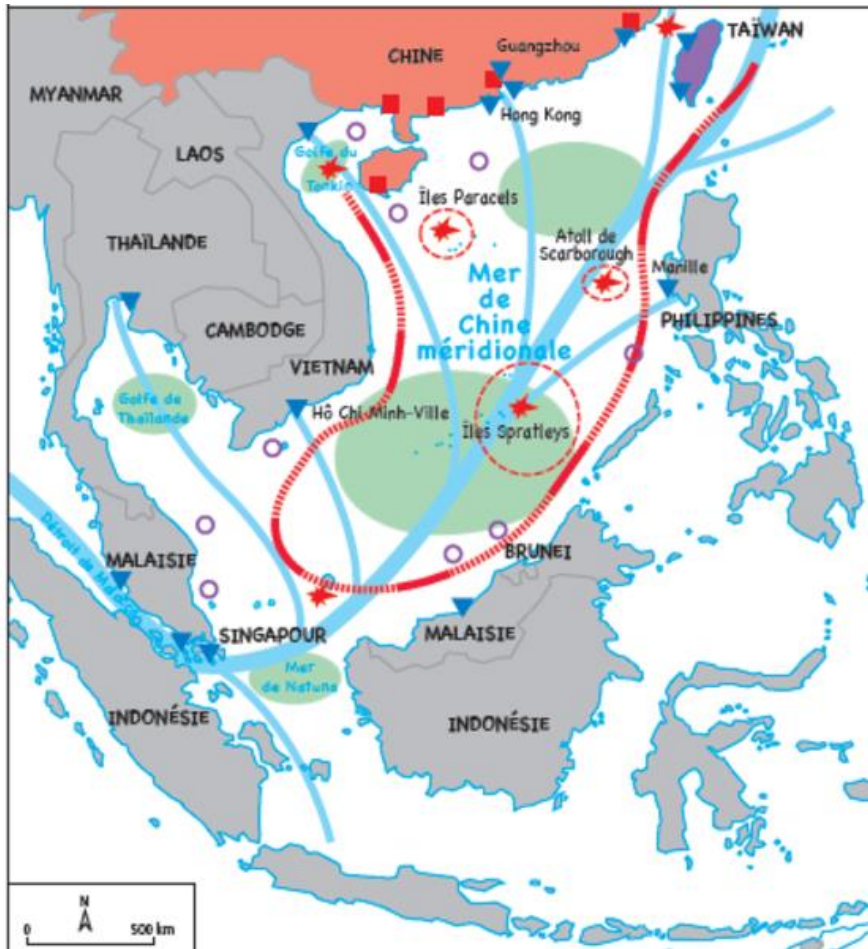 TAÏWAN
Guangzhou
CHINE
MYANMAR
Hong Kong
LAOS
Golfe du
Tonkin
Îles Paracels
THAÏLANDE
Atoll de
Scarborough
Mer
de
Chine
méridionale
Manille
PHILIPPINES
CAMBODGE
VIETNAM
Golfe de
Thaïlande
Hô Chi Minh-Ville
Îles Spratleys
Détroit de Malacca
MALAISIE
BRUNEI
SINGAPOUR
MALAISIE
Mer
de Natuna
INDONÉSIE
INDONÉSIE
N
0 500 km